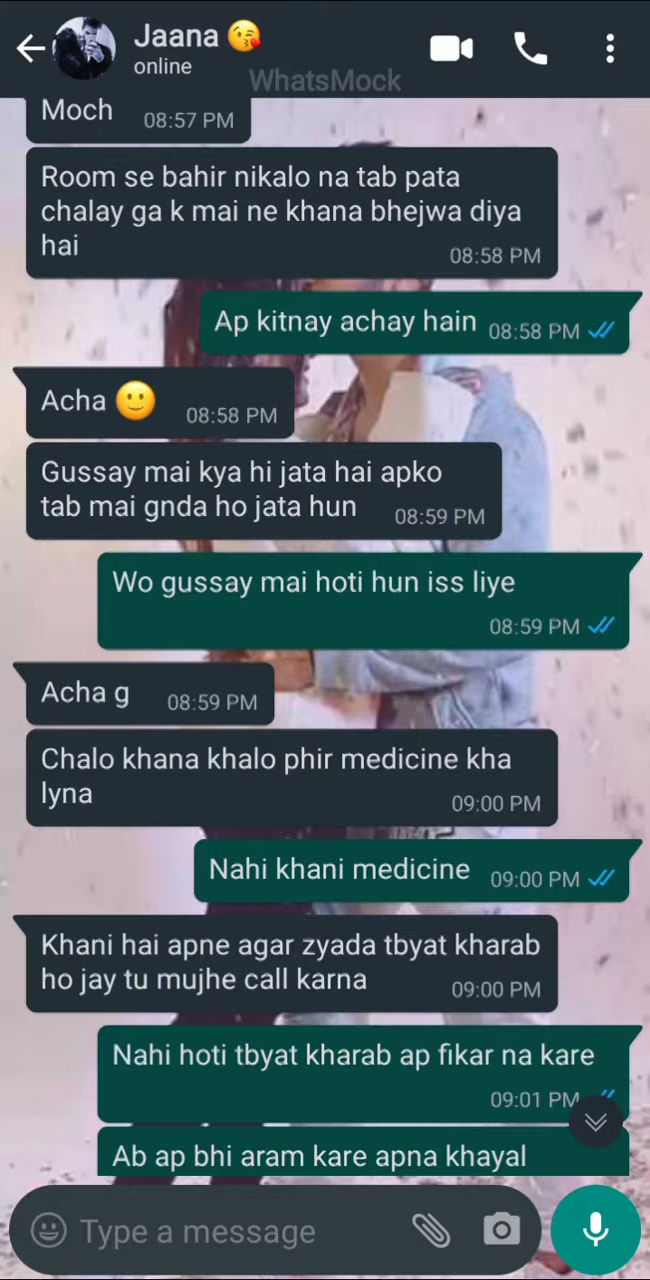 Jaana 😘
online
WhatsMock
Moch 08:57 PM
Room se bahir nikalo na tab pata
chalay ga k mai ne khana bhejwa diya
hai 08:58 PM
Ap kitnay achay hain 08:58 PM
Acha 🙂 08:58 PM
Gussay mai kya hi jata hai apko
tab mai gnda ho jata hun 08:59 PM
Wo gussay mai hoti hun iss liye
08:59 PM
Acha g 08:59 PM
Chalo khana khalo phir medicine kha
lyna 09:00 PM
Nahi khani medicine 09:00 PM
Khani hai apne agar zyada tbyat kharab
ho jay tu mujhe call karna 09:00 PM
Nahi hoti tbyat kharab ap fikar na kare
09:01 PM
Ab ap bhi aram kare apna khayal
Type a message